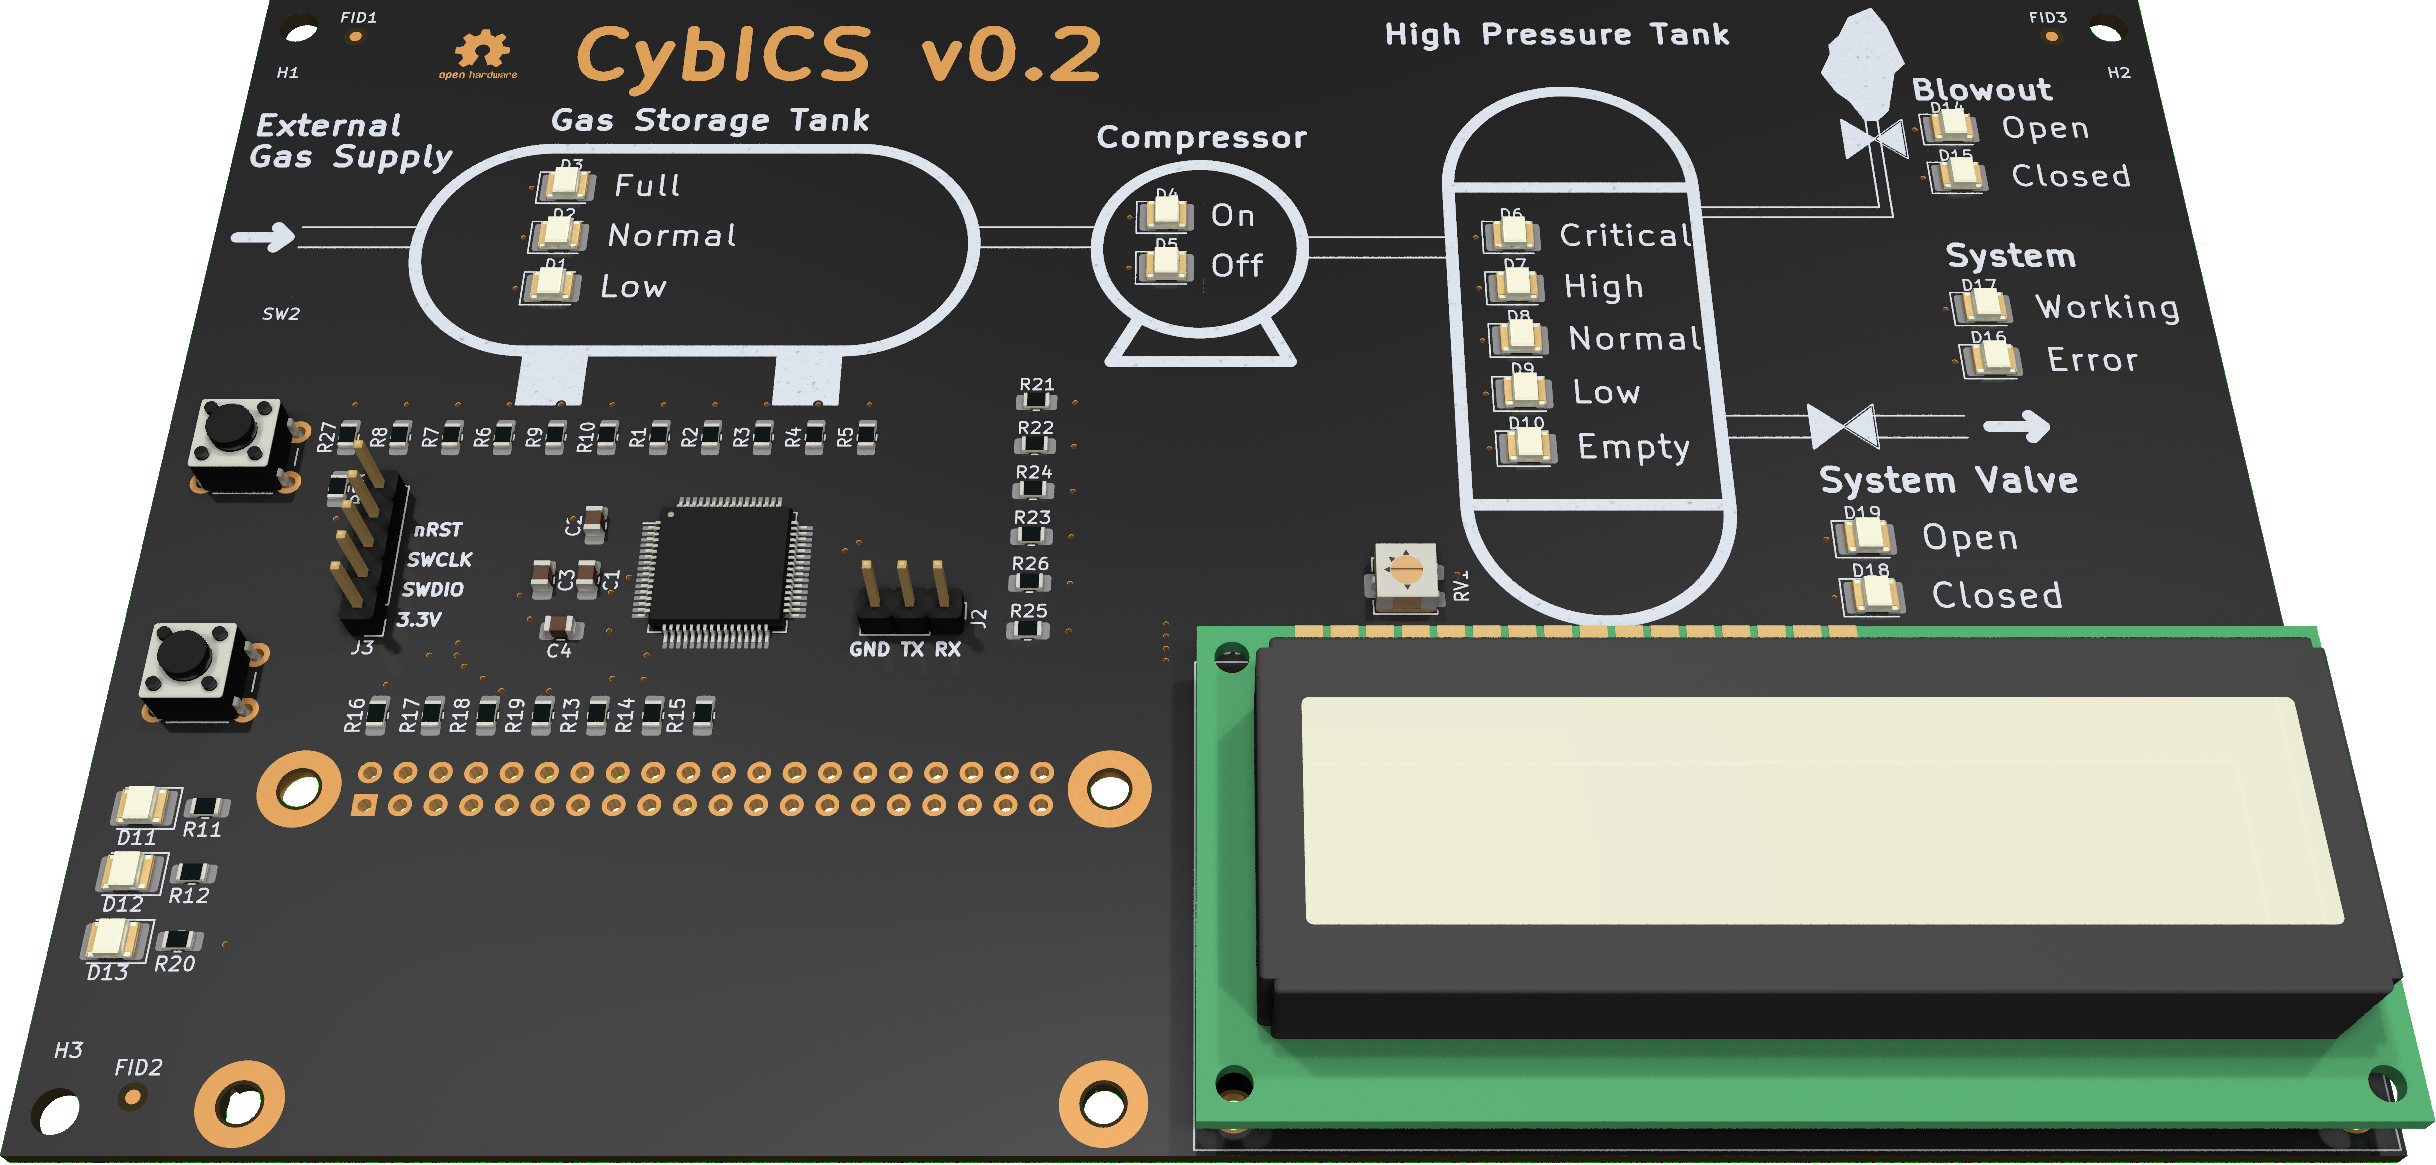 FID1
FID3
H1
H2
open hardware
CybICS v0.2
High Pressure Tank
External
Gas Supply
Gas Storage Tank
Compressor
Blowout
D14
Open
D15
Closed
D3
Full
D2
Normal
D1
Low
D4
On
D5
Off
D6
Critical
D7
High
D8
Normal
D9
Low
D10
Empty
System
D17
Working
D16
Error
System Valve
D19
Open
D18
Closed
SW2
R27
R8
R7
R6
R9
R10
R1
R2
R3
R4
R5
R21
R22
R24
R23
R26
R25
nRST
SWCLK
SWDIO
3.3V
J3
C2
C3
C1
C4
J2
GND TX RX
RV1
R16
R17
R18
R19
R13
R14
R15
D11
R11
D12
R12
D13
R20
H3
FID2